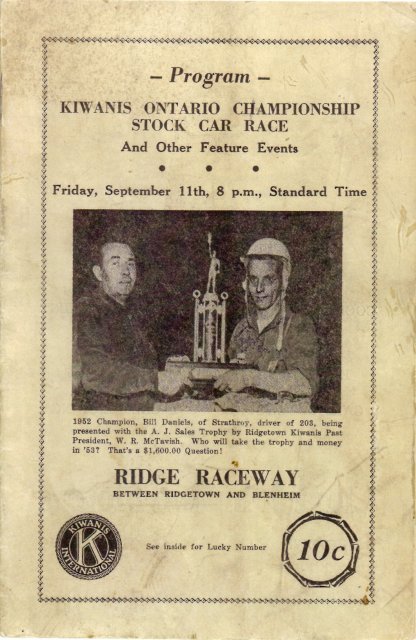 – Program –
KIWANIS ONTARIO CHAMPIONSHIP
STOCK CAR RACE
And Other Feature Events
Friday, September 11th, 8 p.m., Standard Time
1952 Champion, Bill Daniels, of Strathroy, driver of 203, being
presented with the A. J. Sales Trophy by Ridgetown Kiwanis Past
President, W. R. McTavish. Who will take the trophy and money
in '53? That's a $1,600.00 Question!
RIDGE RACEWAY
BETWEEN RIDGETOWN AND BLENHEIM
KIWANIS
K
INTERNATIONAL
See inside for Lucky Number
10c